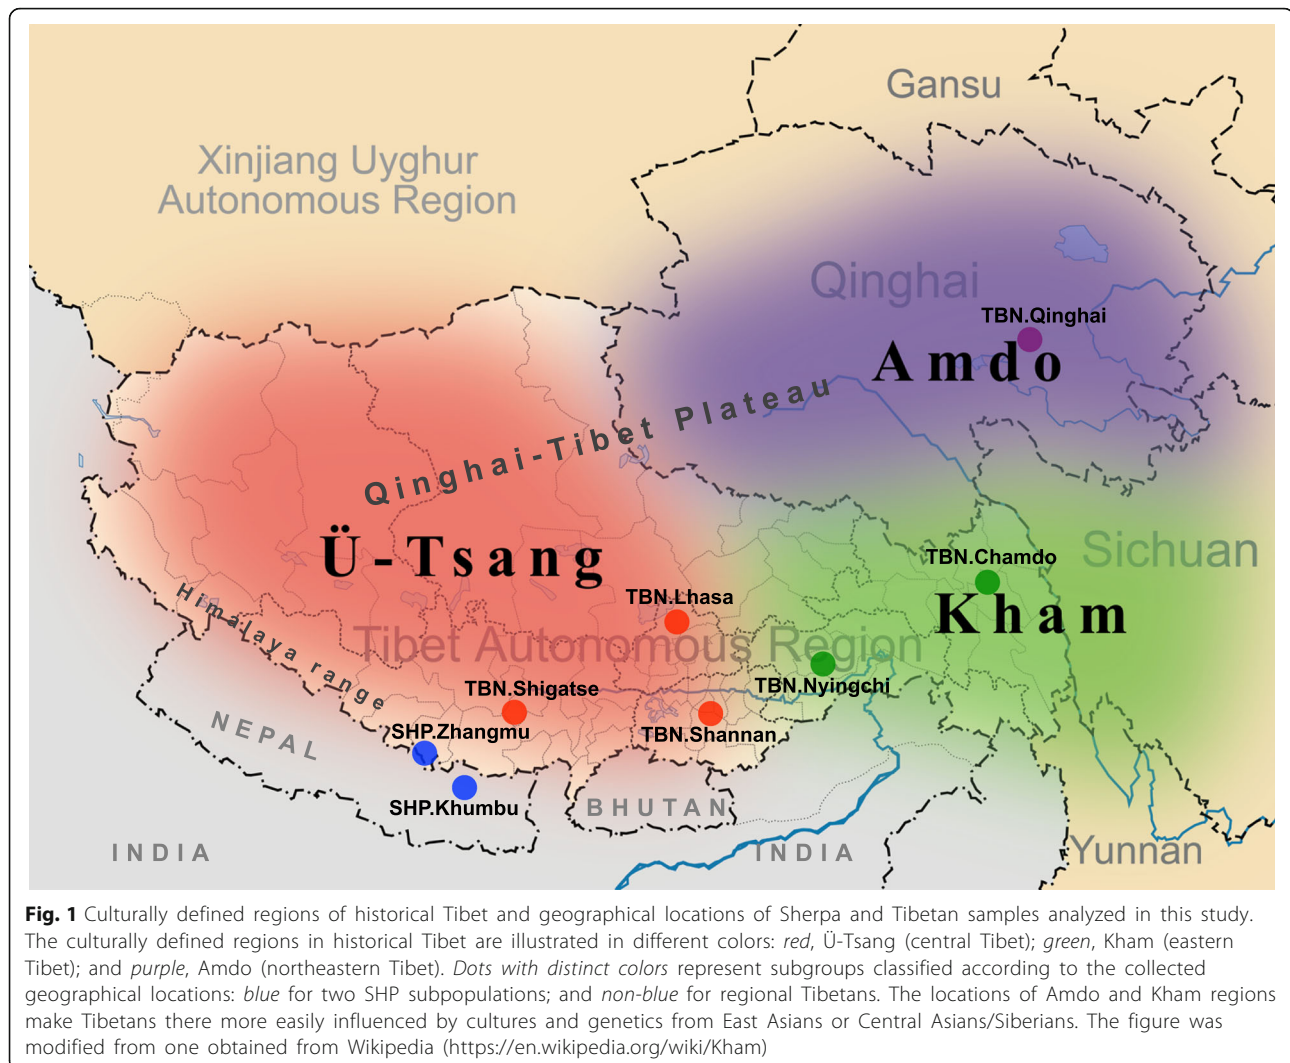 Gansu
Xinjiang Uyghur
Autonomous Region
Qinghai
TBN.Qinghai
Amdo
Qinghai-Tibet Plateau
Ü-Tsang
Sichuan
TBN.Chamdo
Kham
TBN.Lhasa
Himalaya range
Tibet Autonomous Region
TBN.Nyingchi
TBN.Shigatse
TBN.Shannan
SHP.Zhangmu
NEPAL
SHP.Khumbu
BHUTAN
INDIA
INDIA
Yunnan
Fig. 1 Culturally defined regions of historical Tibet and geographical locations of Sherpa and Tibetan samples analyzed in this study.
The culturally defined regions in historical Tibet are illustrated in different colors: red, Ü-Tsang (central Tibet); green, Kham (eastern
Tibet); and purple, Amdo (northeastern Tibet). Dots with distinct colors represent subgroups classified according to the collected
geographical locations: blue for two SHP subpopulations; and non-blue for regional Tibetans. The locations of Amdo and Kham regions
make Tibetans there more easily influenced by cultures and genetics from East Asians or Central Asians/Siberians. The figure was
modified from one obtained from Wikipedia (https://en.wikipedia.org/wiki/Kham)